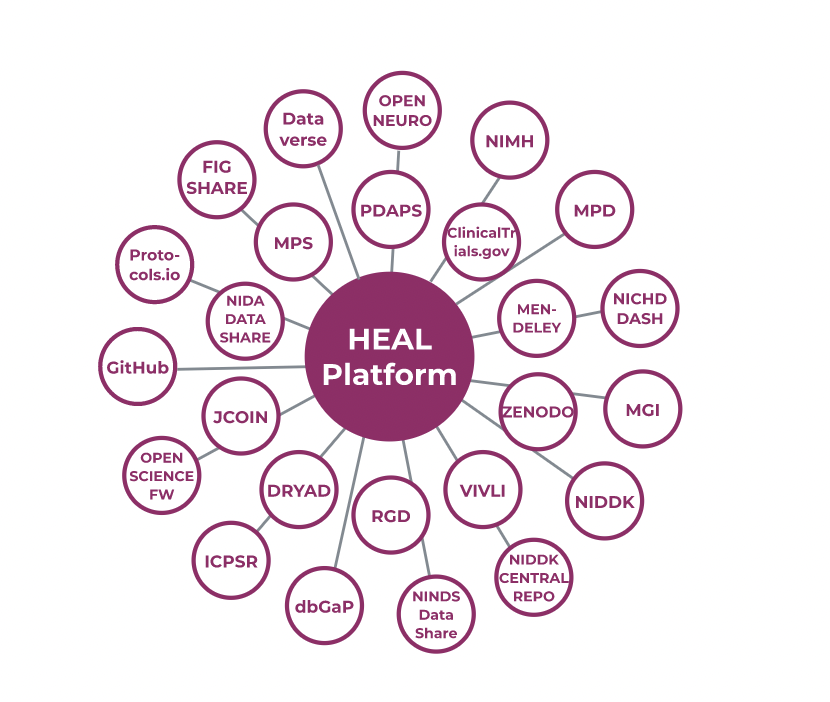 OPEN
NEURO
Data
verse
NIMH
FIG
SHARE
PDAPS
MPD
MPS
ClinicalTr
ials.gov
Proto-
cols.io
NIDA
DATA
SHARE
MEN-
DELEY
NICHD
DASH
HEAL
Platform
GitHub
JCOIN
ZENODO
MGI
OPEN
SCIENCE
FW
DRYAD
RGD
VIVLI
NIDDK
ICPSR
dbGaP
NINDS
Data
Share
NIDDK
CENTRAL
REPO